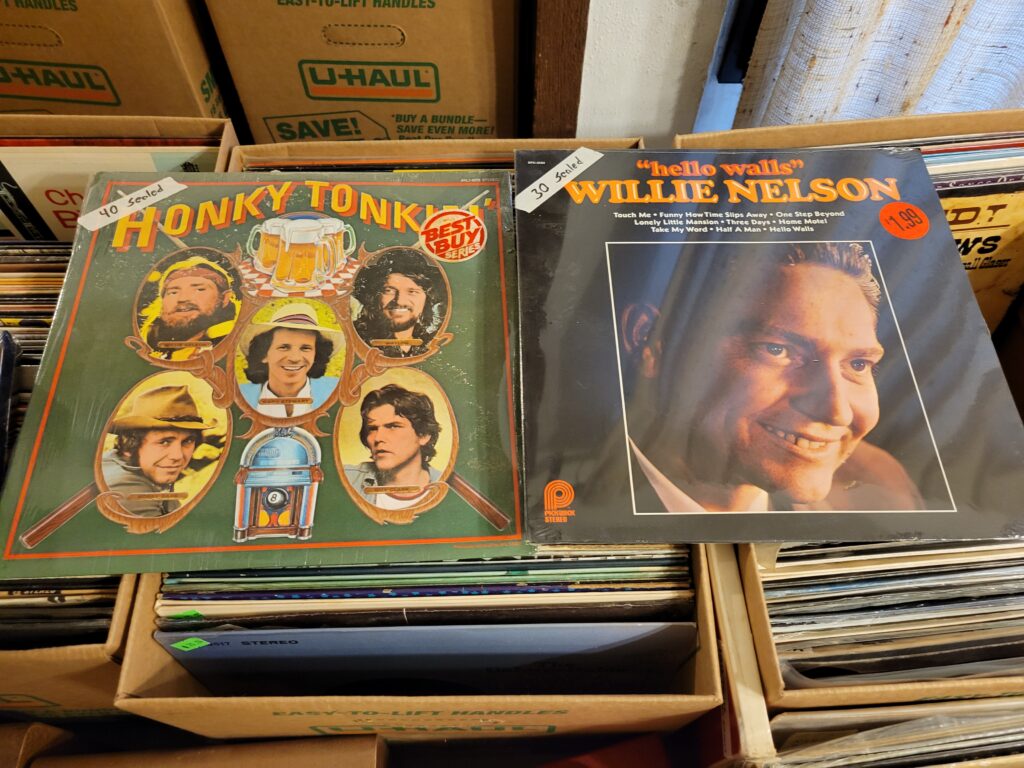 EASY-TO-LIFT HANDLES
U-HAUL
U-HAUL
SAVE!
"BUY A BUNDLE—
SAVE EVEN MORE!
40 sealed
HONKY TONKIN'
BEST
BUY!
SERIES
WAYLON
GARY STEWART
30 sealed
"hello walls"
WILLIE NELSON
Touch Me • Funny How Time Slips Away • One Step Beyond
Lonely Little Mansion • Three Days • Home Motel
Take My Word • Half A Man • Hello Walls
$1.99
PICKWICK
STEREO
STEREO
EASY-TO-LIFT HANDLES
U-HAUL